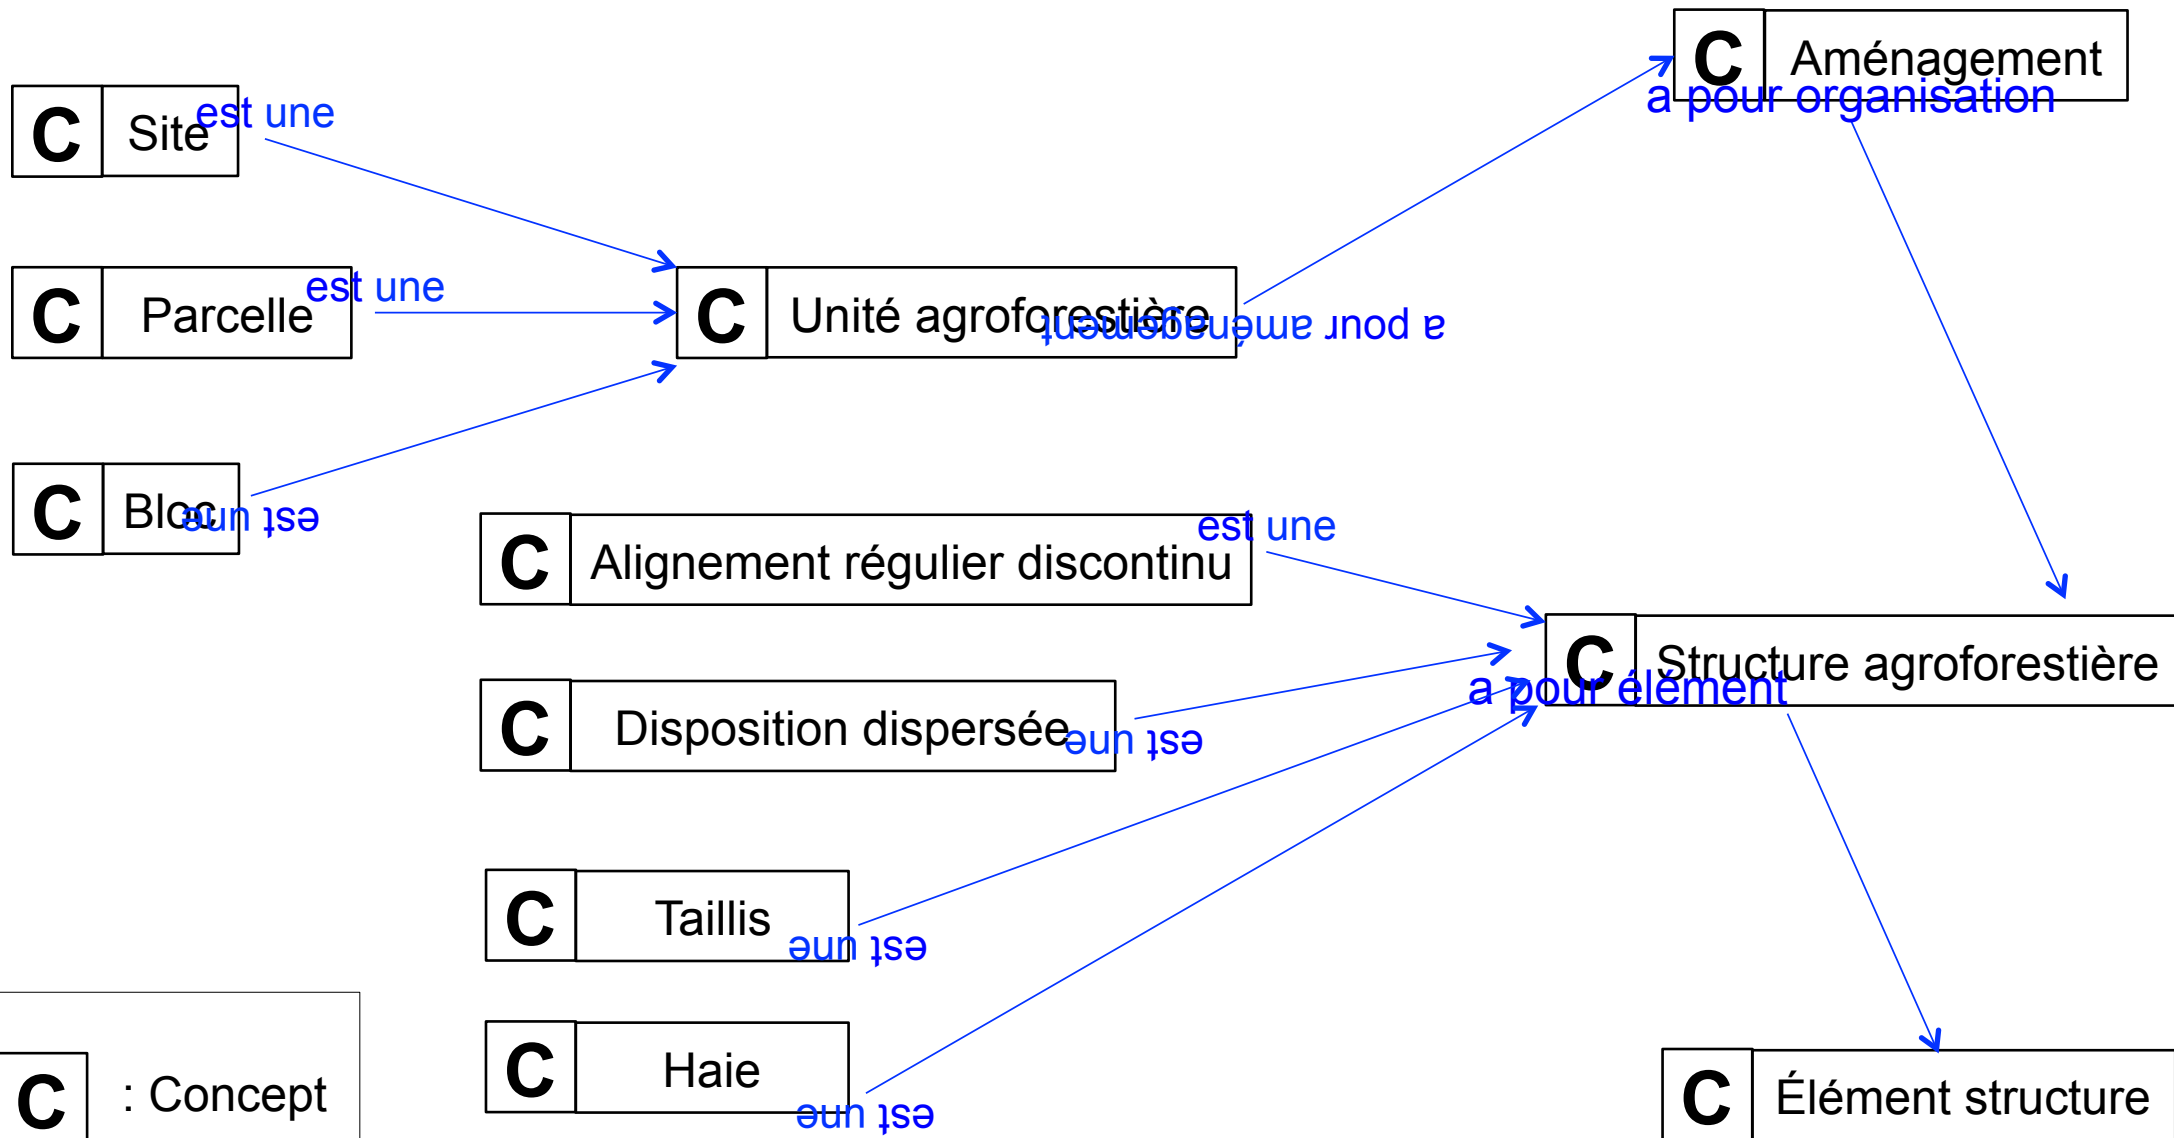 C Aménagement
a pour organisation
C Site
est une
C Parcelle
est une
C Unité agroforestière
a pour aménagement
C Bloc
est une
C Alignement régulier discontinu
est une
C Structure agroforestière
a pour élément
C Disposition dispersée
est une
C Taillis
est une
C Haie
est une
C : Concept
C Élément structure